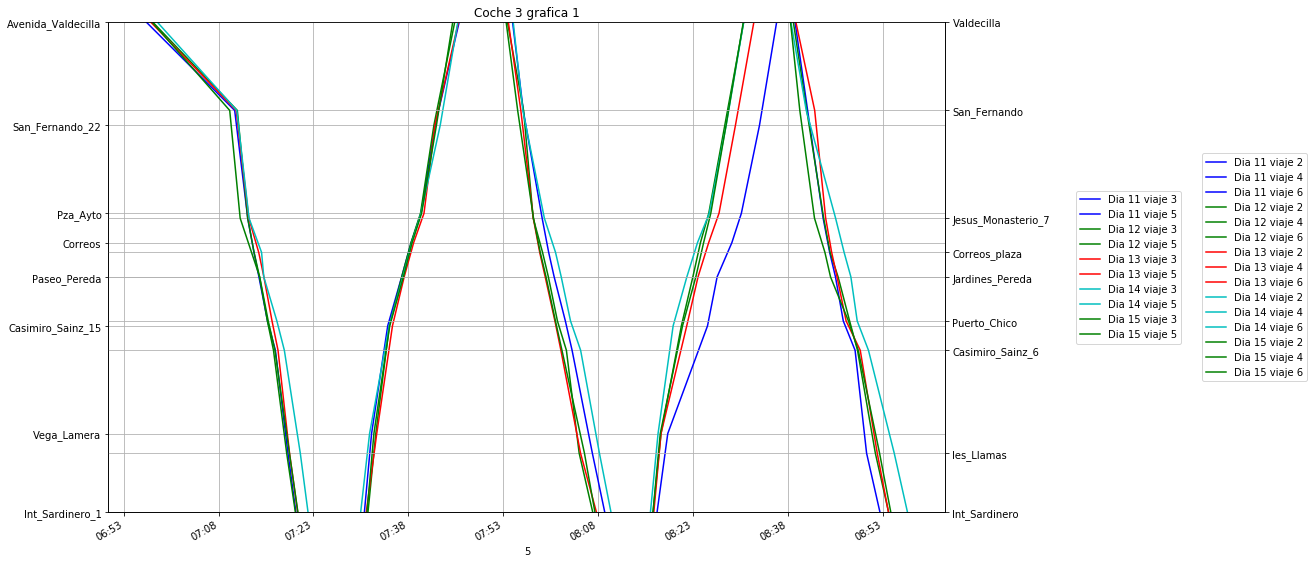 Coche 3 grafica 1
Avenida_Valdecilla
San_Fernando_22
Pza_Ayto
Correos
Paseo_Pereda
Casimiro_Sainz_15
Vega_Lamera
Int_Sardinero_1
Valdecilla
San_Fernando
Jesus_Monasterio_7
Correos_plaza
Jardines_Pereda
Puerto_Chico
Casimiro_Sainz_6
Ies_Llamas
Int_Sardinero
06:53
07:08
07:23
07:38
07:53
08:08
08:23
08:38
08:53
5
Dia 11 viaje 3
Dia 11 viaje 5
Dia 12 viaje 3
Dia 12 viaje 5
Dia 13 viaje 3
Dia 13 viaje 5
Dia 14 viaje 3
Dia 14 viaje 5
Dia 15 viaje 3
Dia 15 viaje 5
Dia 11 viaje 2
Dia 11 viaje 4
Dia 11 viaje 6
Dia 12 viaje 2
Dia 12 viaje 4
Dia 12 viaje 6
Dia 13 viaje 2
Dia 13 viaje 4
Dia 13 viaje 6
Dia 14 viaje 2
Dia 14 viaje 4
Dia 14 viaje 6
Dia 15 viaje 2
Dia 15 viaje 4
Dia 15 viaje 6